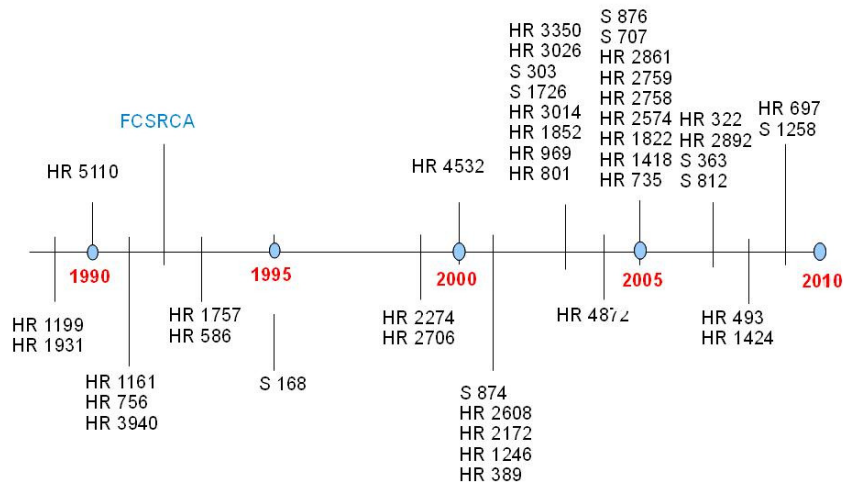 HR 3350
HR 3026
S 303
S 1726
HR 3014
HR 1852
HR 969
HR 801
S 876
S 707
HR 2861
HR 2759
HR 2758
HR 2574
HR 1822
HR 1418
HR 735
HR 322
HR 2892
S 363
S 812
HR 697
S 1258
FCSRCA
HR 5110
HR 4532
1990
1995
2000
2005
2010
HR 1199
HR 1931
HR 1161
HR 756
HR 3940
HR 1757
HR 586
S 168
HR 2274
HR 2706
S 874
HR 2608
HR 2172
HR 1246
HR 389
HR 4872
HR 493
HR 1424